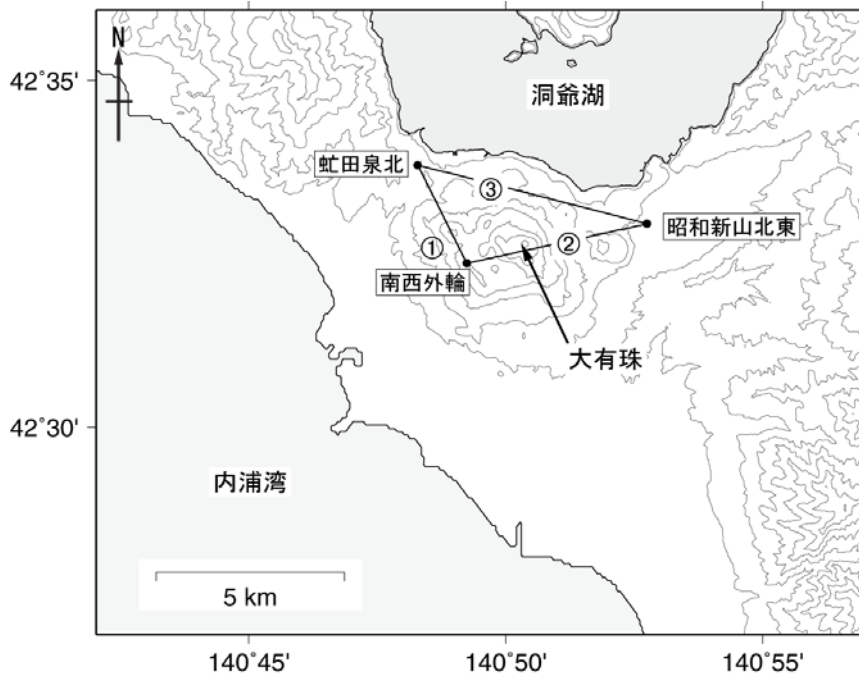 N
42°35'
洞爺湖
虻田泉北
③
昭和新山北東
①
②
南西外輪
大有珠
42°30'
内浦湾
5 km
140°45'
140°50'
140°55'